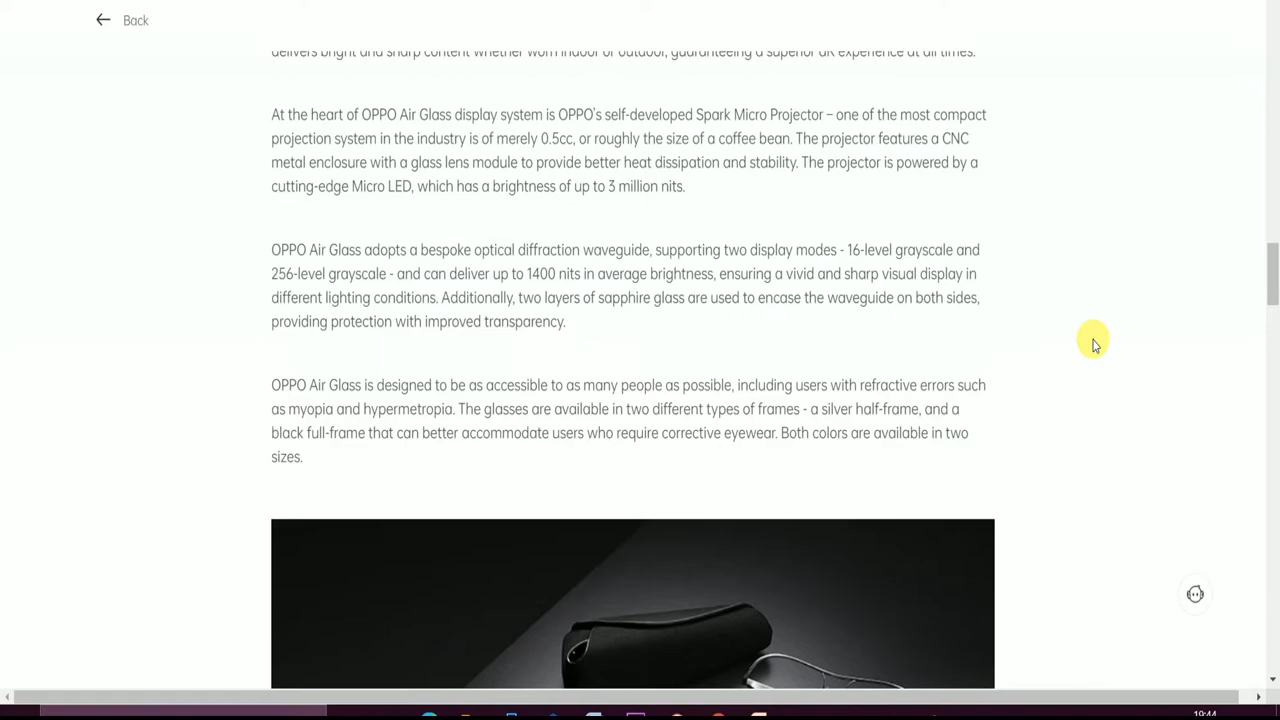 Back
delivers bright and sharp content whether worn indoor or outdoor, guaranteeing a superior aR experience at all times.
At the heart of OPPO Air Glass display system is OPPO's self-developed Spark Micro Projector – one of the most compact
projection system in the industry is of merely 0.5cc, or roughly the size of a coffee bean. The projector features a CNC
metal enclosure with a glass lens module to provide better heat dissipation and stability. The projector is powered by a
cutting-edge Micro LED, which has a brightness of up to 3 million nits.
OPPO Air Glass adopts a bespoke optical diffraction waveguide, supporting two display modes - 16-level grayscale and
256-level grayscale - and can deliver up to 1400 nits in average brightness, ensuring a vivid and sharp visual display in
different lighting conditions. Additionally, two layers of sapphire glass are used to encase the waveguide on both sides,
providing protection with improved transparency.
OPPO Air Glass is designed to be as accessible to as many people as possible, including users with refractive errors such
as myopia and hypermetropia. The glasses are available in two different types of frames - a silver half-frame, and a
black full-frame that can better accommodate users who require corrective eyewear. Both colors are available in two
sizes.
19:44